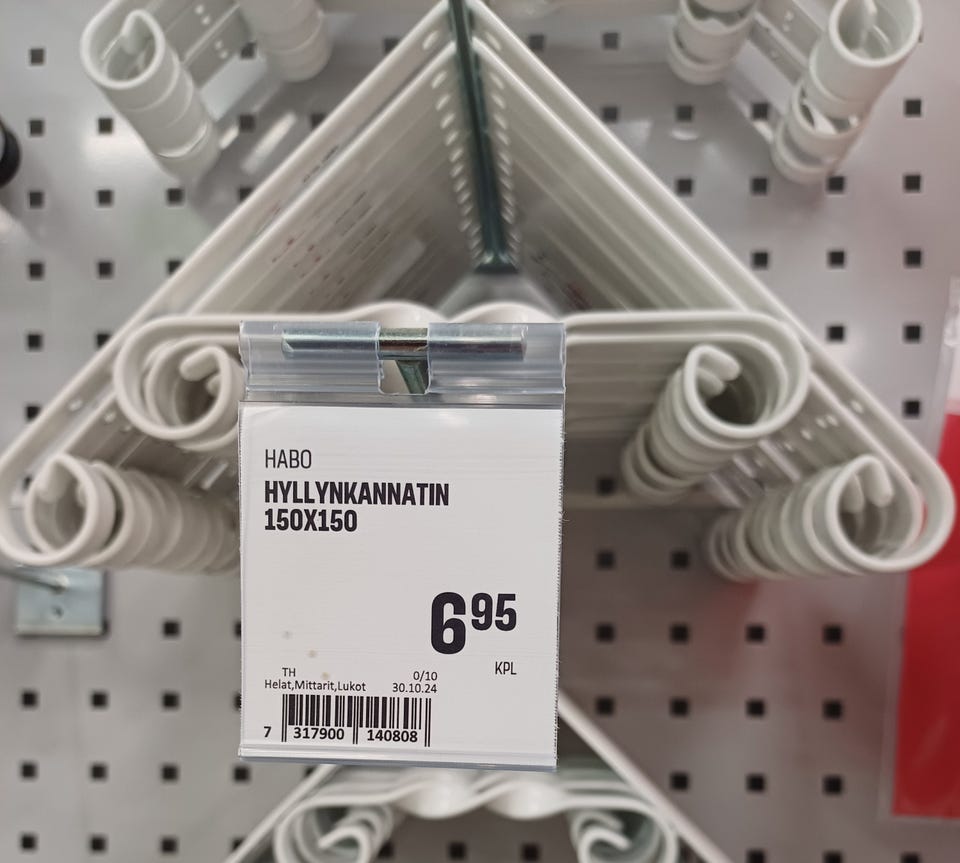 HABO
HYLLYNKANNATIN
150X150
6 95
KPL
TH 0/10
Helat,Mittarit,Lukot 30.10.24
7 317900 140808